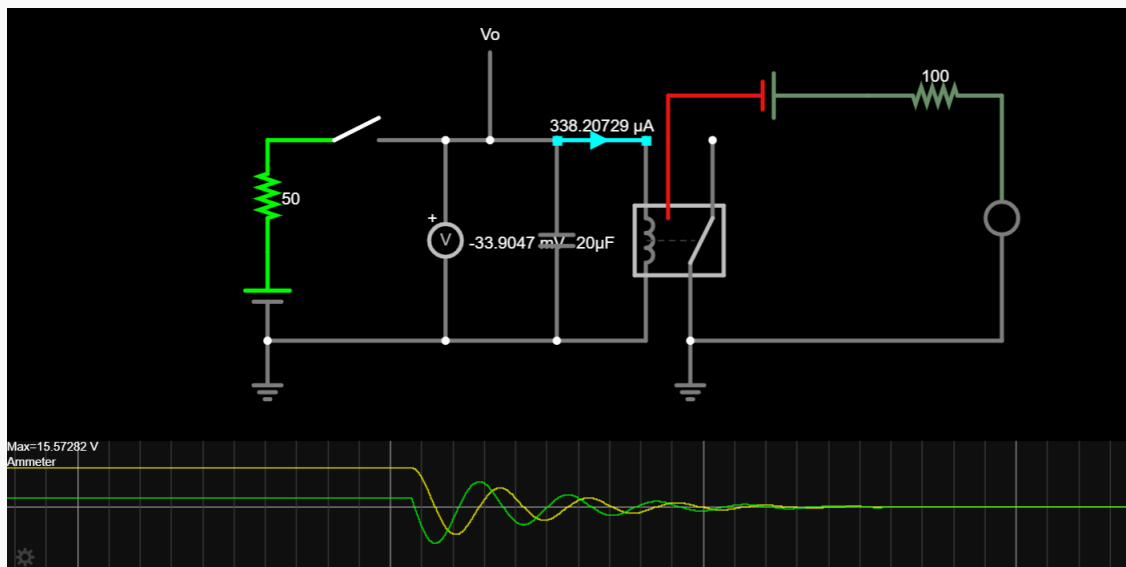 Vo
100
338.20729 µA
50
+
V
-33.9047 mV
20µF
Max=15.57282 V
Ammeter